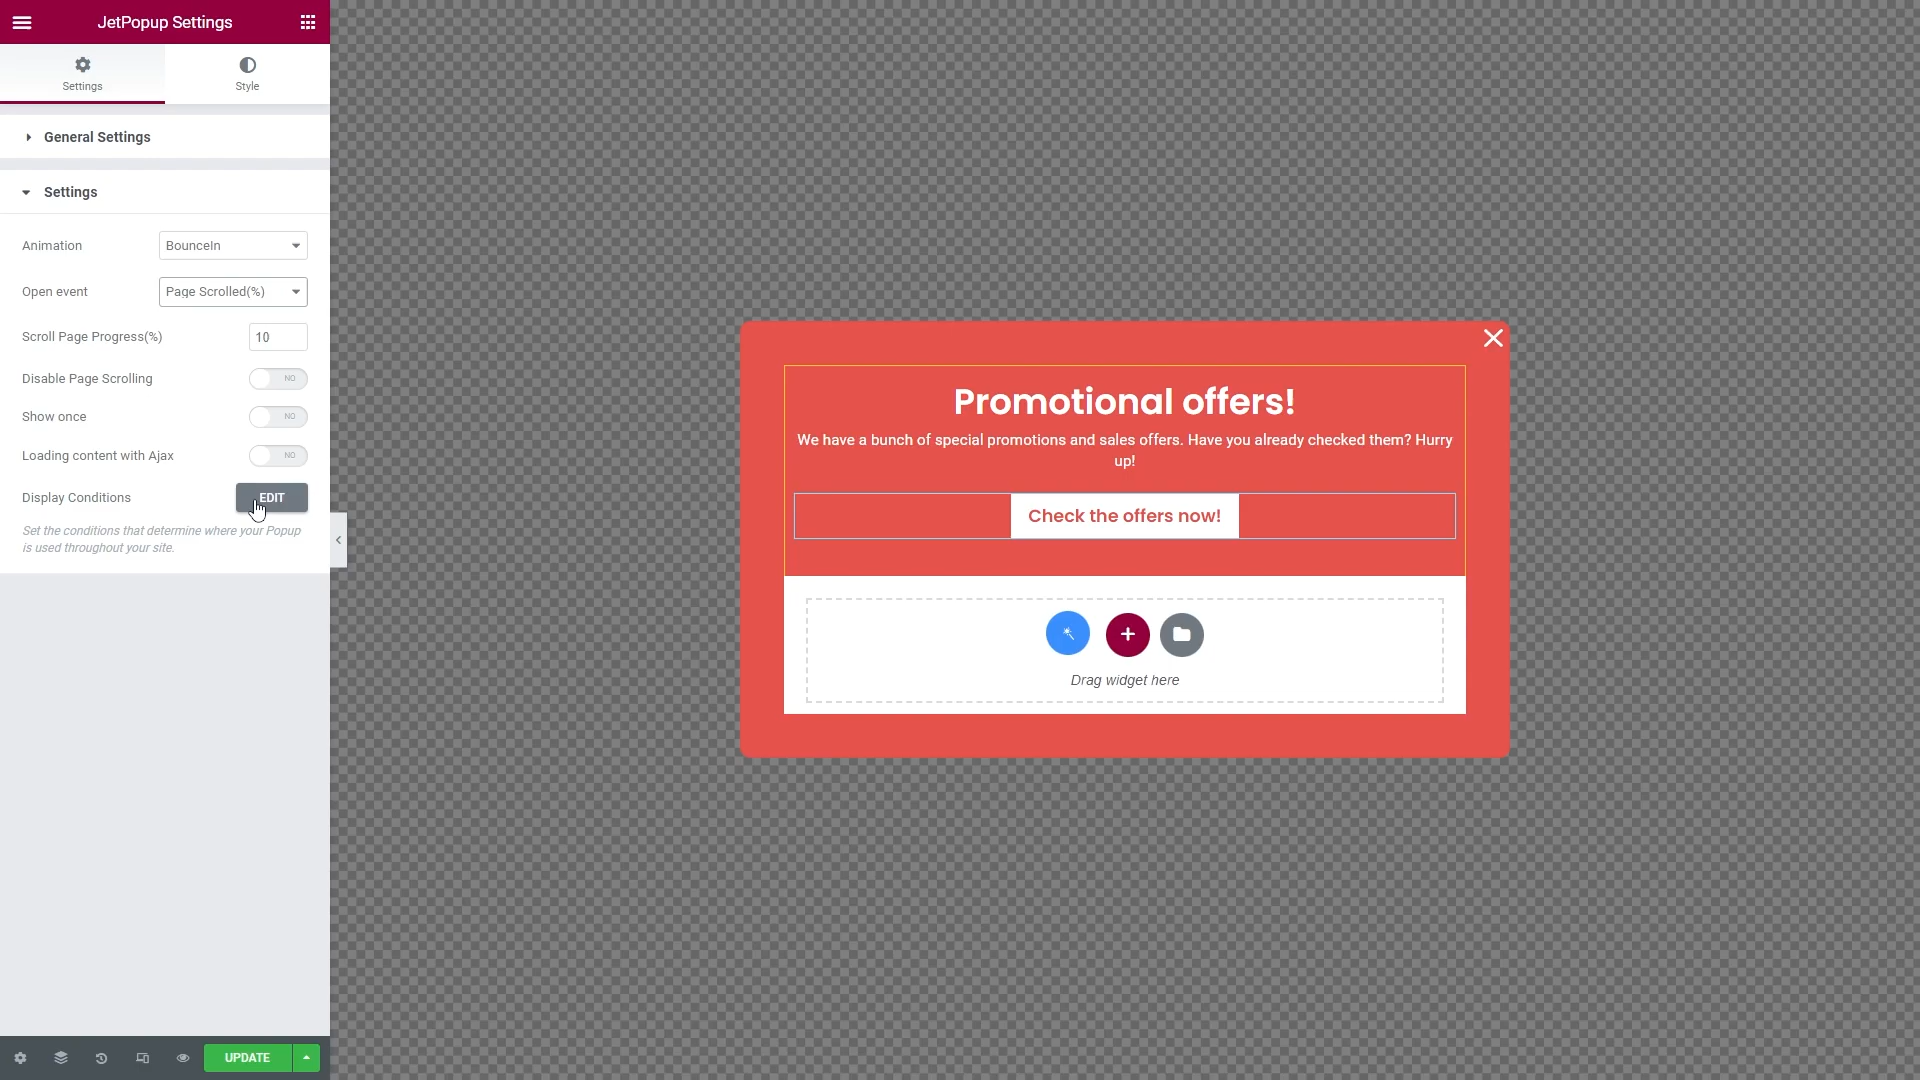 JetPopup Settings
Settings
Style
General Settings
Settings
Animation
BounceIn
Open event
Page Scrolled(%)
Scroll Page Progress(%)
10
Disable Page Scrolling
NO
Show once
NO
Loading content with Ajax
NO
Display Conditions
EDIT
Set the conditions that determine where your Popup
is used throughout your site.
UPDATE
Promotional offers!
We have a bunch of special promotions and sales offers. Have you already checked them? Hurry
up!
Check the offers now!
Drag widget here